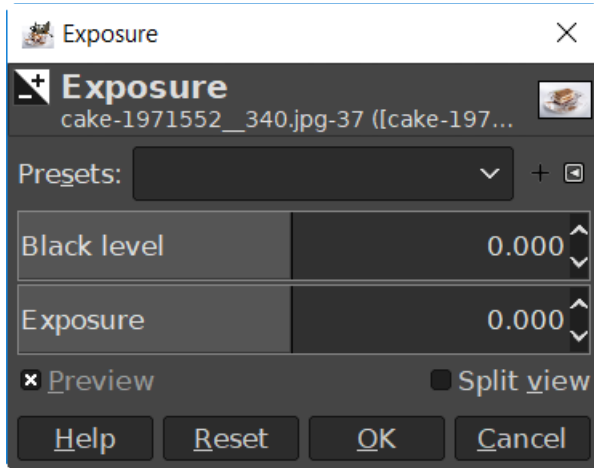 Exposure
Exposure
cake-1971552__340.jpg-37 ([cake-197...
Presets:
Black level 0.000
Exposure 0.000
Preview Split view
Help Reset OK Cancel